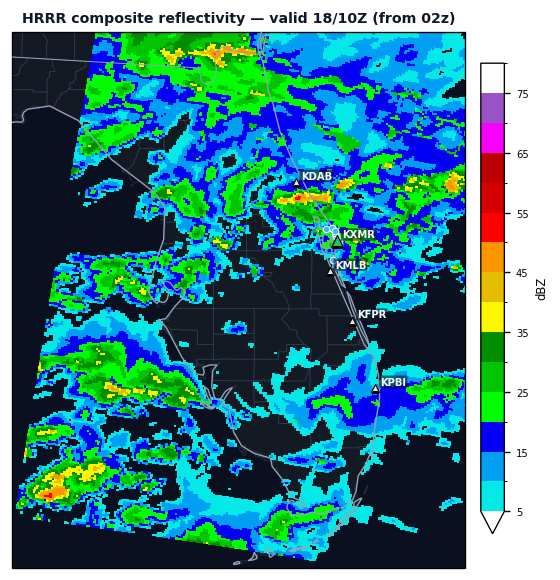 HRRR composite reflectivity — valid 18/10Z (from 02z)
KDAB
KXMR
KMLB
KFPR
KPBI
75
65
55
45
35
25
15
5
dBZ